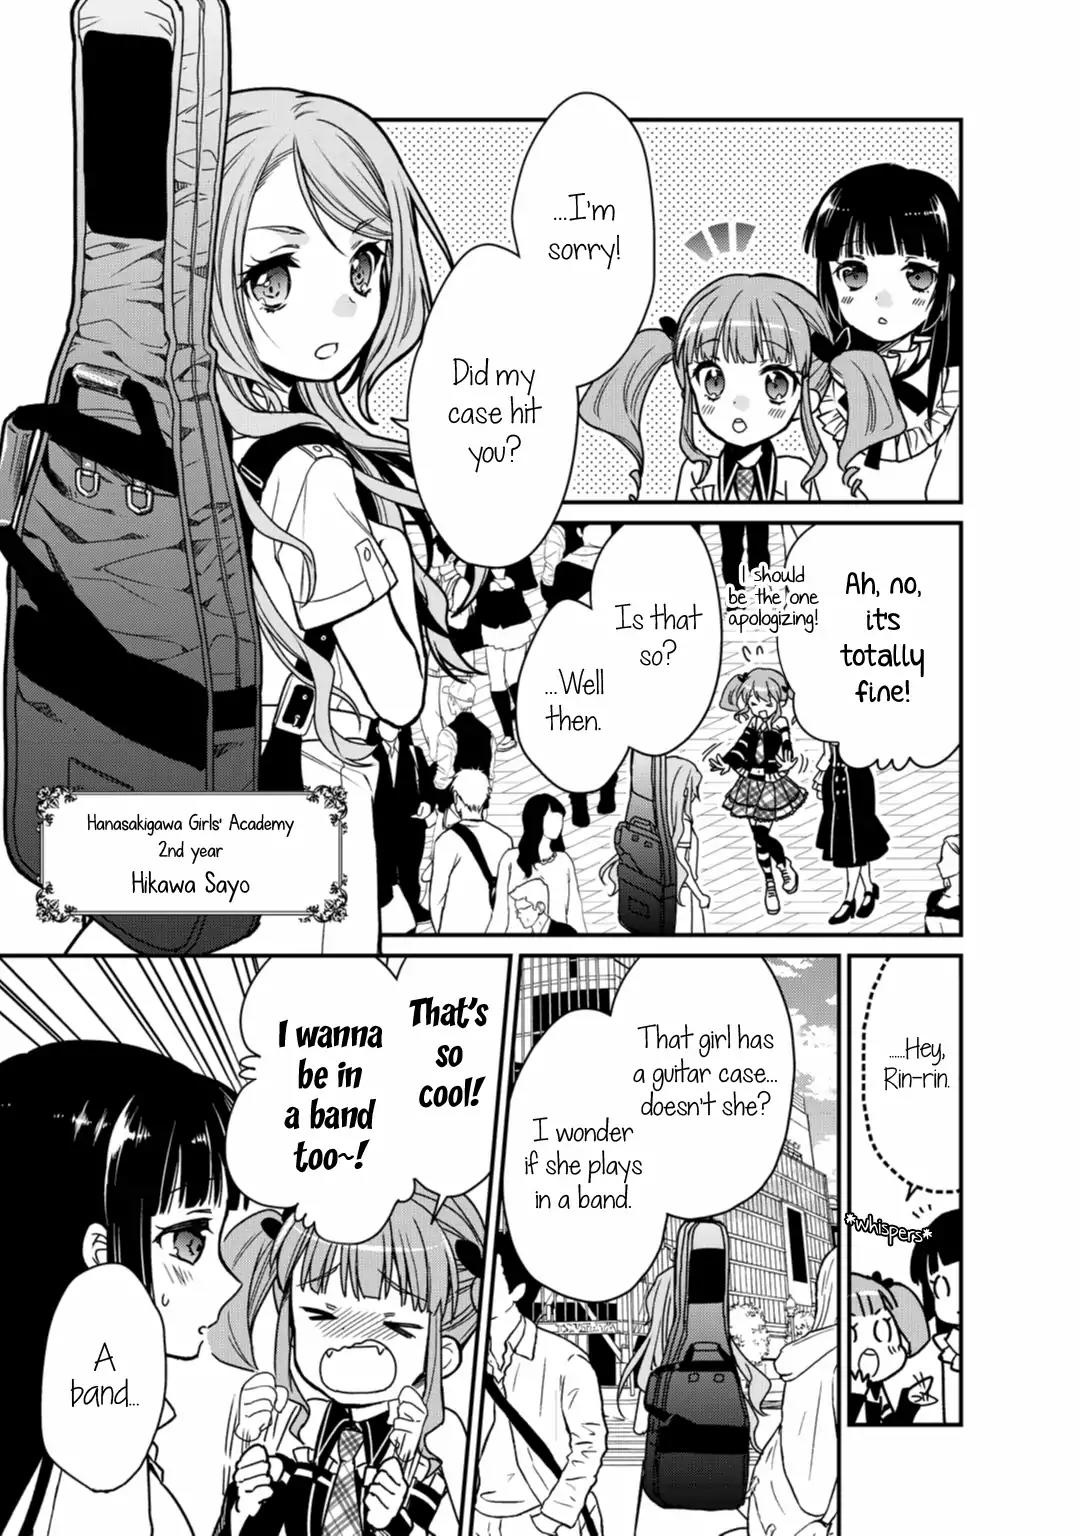 ...I'm
sorry!
Did my
case hit
you?
Hanasakigawa Girls' Academy
2nd year
Hikawa Sayo
Ah, no,
it's
totally
fine!
I should
be the one
apologizing!
Is that
so?
...Well
then.
......Hey,
Rin-rin.
*whispers*
That girl has
a guitar case...
doesn't she?
I wonder
if she plays
in a band.
That's
so
cool!
I wanna
be in
a band
too~!
A
band...